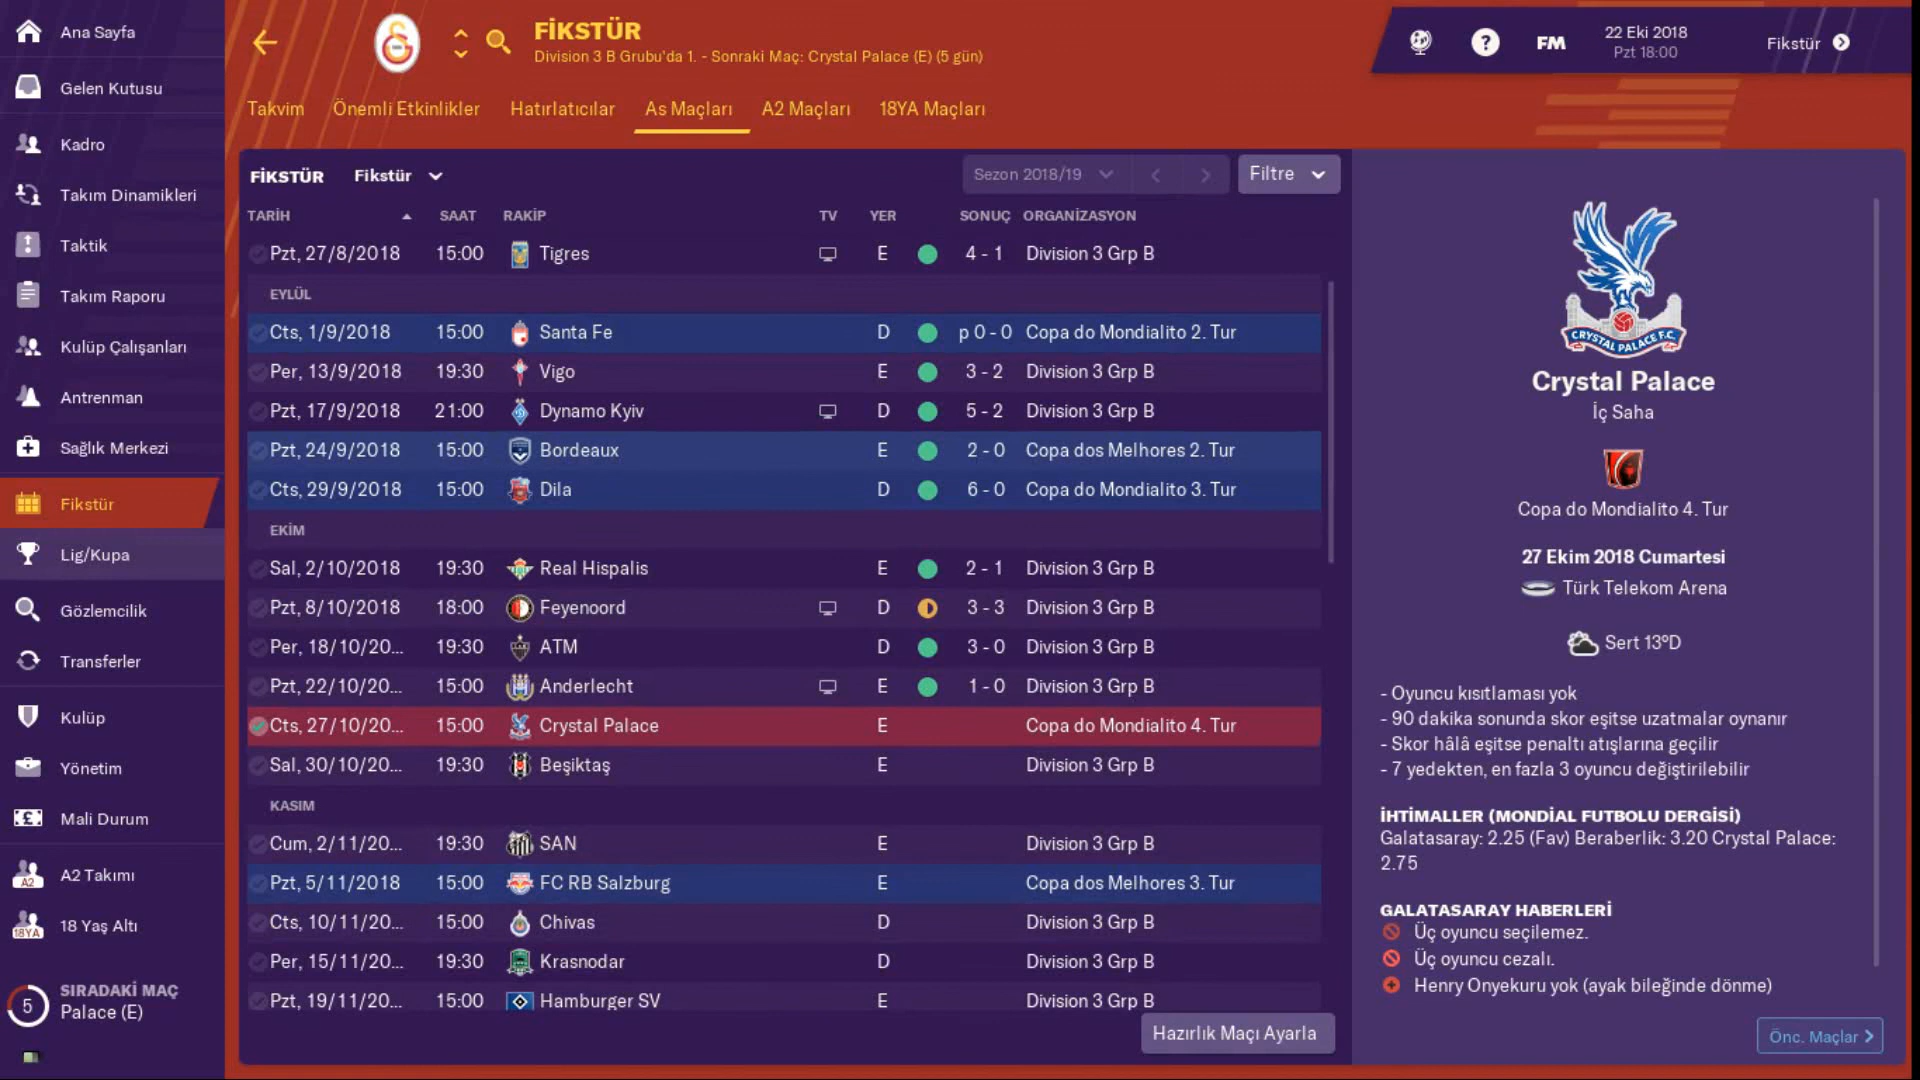 Ana Sayfa
Gelen Kutusu
Kadro
Takım Dinamikleri
Taktik
Takım Raporu
Kulüp Çalışanları
Antrenman
Sağlık Merkezi
Fikstür
Lig/Kupa
Gözlemcilik
Transferler
Kulüp
Yönetim
Mali Durum
A2
A2 Takımı
18YA
18 Yaş Altı
5
SIRADAKİ MAÇ
Palace (E)
FİKSTÜR
Division 3 B Grubu'da 1. - Sonraki Maç: Crystal Palace (E) (5 gün)
?
FM
22 Eki 2018
Pzt 18:00
Fikstür
Takvim Önemli Etkinlikler Hatırlatıcılar As Maçları A2 Maçları 18YA Maçları
FİKSTÜR Fikstür Sezon 2018/19 Filtre
TARİH SAAT RAKİP TV YER SONUÇ ORGANİZASYON
Pzt, 27/8/2018 15:00 Tigres E 4 - 1 Division 3 Grp B
EYLÜL
Cts, 1/9/2018 15:00 Santa Fe D p 0 - 0 Copa do Mondialito 2. Tur
Per, 13/9/2018 19:30 Vigo E 3 - 2 Division 3 Grp B
Pzt, 17/9/2018 21:00 Dynamo Kyiv D 5 - 2 Division 3 Grp B
Pzt, 24/9/2018 15:00 Bordeaux E 2 - 0 Copa dos Melhores 2. Tur
Cts, 29/9/2018 15:00 Dila D 6 - 0 Copa do Mondialito 3. Tur
EKİM
Sal, 2/10/2018 19:30 Real Hispalis E 2 - 1 Division 3 Grp B
Pzt, 8/10/2018 18:00 Feyenoord D 3 - 3 Division 3 Grp B
Per, 18/10/20... 19:30 ATM D 3 - 0 Division 3 Grp B
Pzt, 22/10/20... 15:00 Anderlecht E 1 - 0 Division 3 Grp B
Cts, 27/10/20... 15:00 Crystal Palace E Copa do Mondialito 4. Tur
Sal, 30/10/20... 19:30 Beşiktaş E Division 3 Grp B
KASIM
Cum, 2/11/20... 19:30 SAN E Division 3 Grp B
Pzt, 5/11/2018 15:00 FC RB Salzburg E Copa dos Melhores 3. Tur
Cts, 10/11/20... 15:00 Chivas D Division 3 Grp B
Per, 15/11/20... 19:30 Krasnodar D Division 3 Grp B
Pzt, 19/11/20... 15:00 Hamburger SV E Division 3 Grp B
Hazırlık Maçı Ayarla
CRYSTAL PALACE F.C.
Crystal Palace
İç Saha
Copa do Mondialito 4. Tur
27 Ekim 2018 Cumartesi
Türk Telekom Arena
Sert 13ºD
- Oyuncu kısıtlaması yok
- 90 dakika sonunda skor eşitse uzatmalar oynanır
- Skor hâlâ eşitse penaltı atışlarına geçilir
- 7 yedekten, en fazla 3 oyuncu değiştirilebilir
İHTİMALLER (MONDİAL FUTBOLU DERGİSİ)
Galatasaray: 2.25 (Fav) Beraberlik: 3.20 Crystal Palace:
2.75
GALATASARAY HABERLERİ
Üç oyuncu seçilemez.
Üç oyuncu cezalı.
Henry Onyekuru yok (ayak bileğinde dönme)
Önc. Maçlar